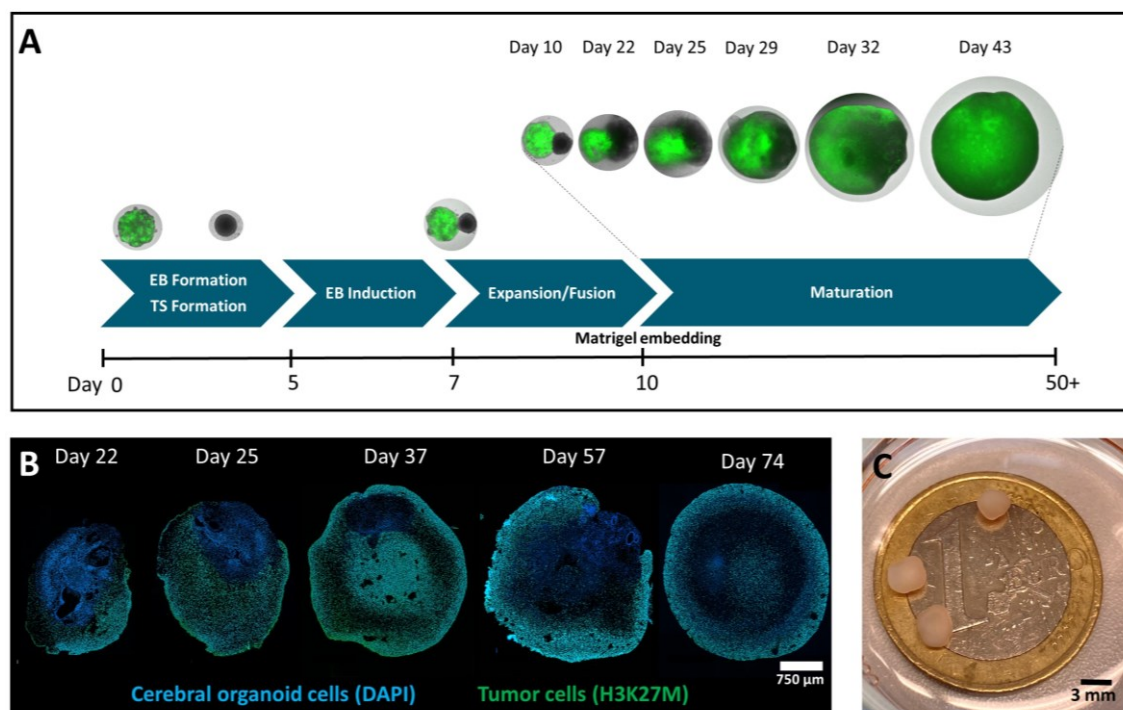 A
Day 10
Day 22
Day 25
Day 29
Day 32
Day 43
EB Formation
TS Formation
EB Induction
Expansion/Fusion
Maturation
Matrigel embedding
Day 0
5
7
10
50+
B
Day 22
Day 25
Day 37
Day 57
Day 74
750 µm
Cerebral organoid cells (DAPI)
Tumor cells (H3K27M)
C
1
3 mm